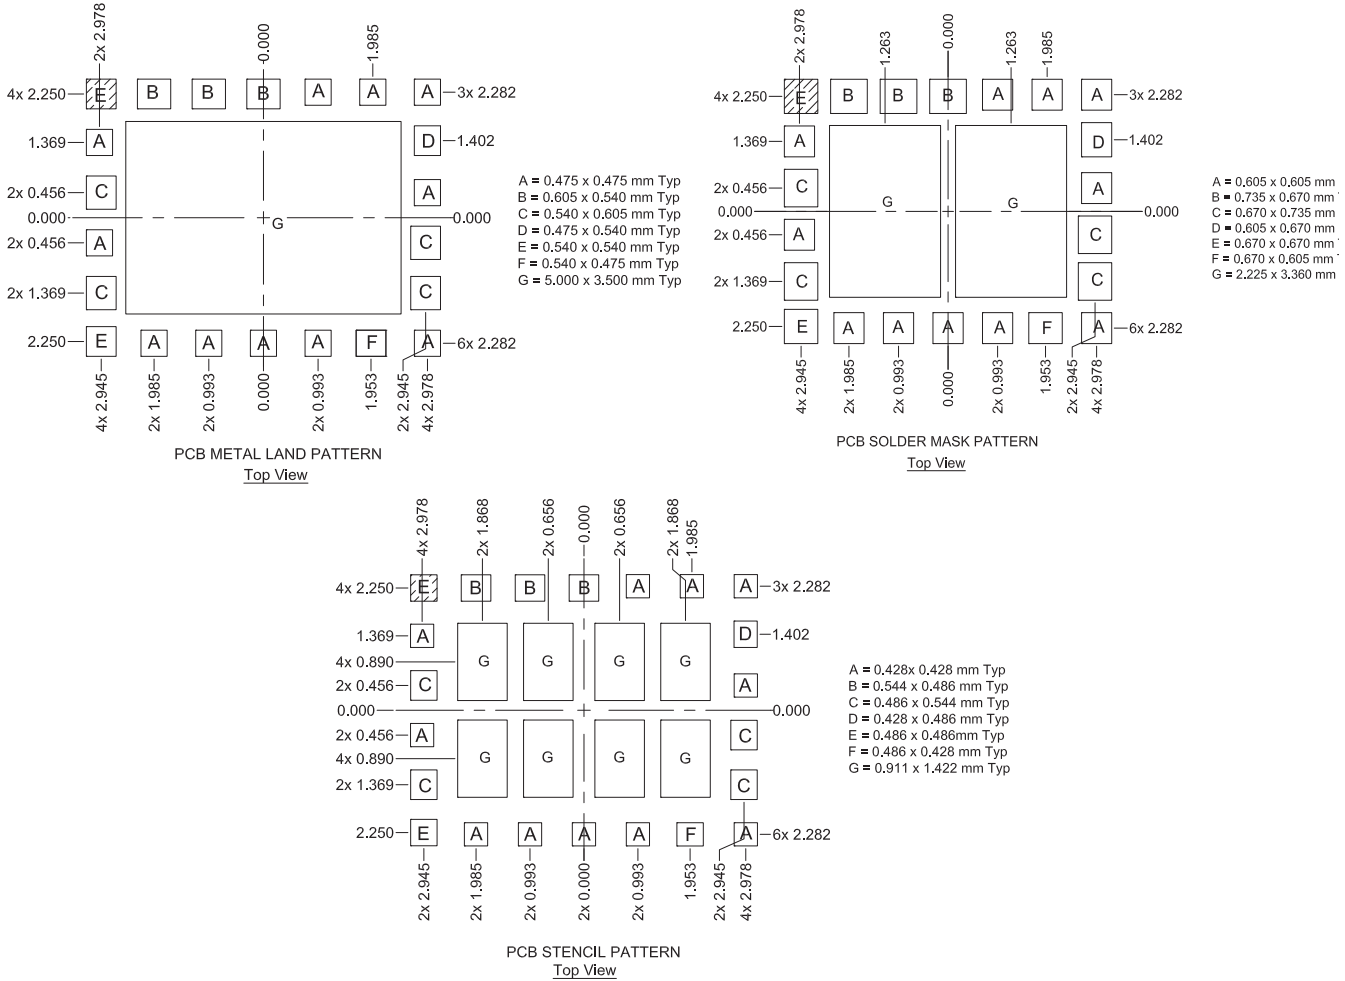 2x 2.978
0.000
1.985
4x 2.250
E B B B A A A
3x 2.282
1.369
A
D
1.402
2x 0.456
C
A
0.000
G
0.000
2x 0.456
A
C
2x 1.369
C
C
2.250
E A A A A F A
6x 2.282
4x 2.945
2x 1.985
2x 0.993
0.000
2x 0.993
1.953
2x 2.945
4x 2.978
A = 0.475 x 0.475 mm Typ
B = 0.605 x 0.540 mm Typ
C = 0.540 x 0.605 mm Typ
D = 0.475 x 0.540 mm Typ
E = 0.540 x 0.540 mm Typ
F = 0.540 x 0.475 mm Typ
G = 5.000 x 3.500 mm Typ
PCB METAL LAND PATTERN
Top View
2x 2.978
1.263
0.000
1.263
1.985
4x 2.250
E B B B A A A
3x 2.282
1.369
A
D
1.402
2x 0.456
C
G
G
A
0.000
0.000
2x 0.456
A
C
2x 1.369
C
C
2.250
E A A A A F A
6x 2.282
4x 2.945
2x 1.985
2x 0.993
0.000
2x 0.993
1.953
2x 2.945
4x 2.978
A = 0.605 x 0.605 mm
B = 0.735 x 0.670 mm
C = 0.670 x 0.735 mm
D = 0.605 x 0.670 mm
E = 0.670 x 0.670 mm
F = 0.670 x 0.605 mm
G = 2.225 x 3.360 mm
PCB SOLDER MASK PATTERN
Top View
4x 2.978
2x 1.868
2x 0.656
0.000
2x 0.656
2x 1.868
1.985
4x 2.250
E B B B A A A
3x 2.282
1.369
A
D
1.402
4x 0.890
G G G G
2x 0.456
C
A
0.000
0.000
2x 0.456
A
C
4x 0.890
G G G G
2x 1.369
C
C
2.250
E A A A A F A
6x 2.282
2x 2.945
2x 1.985
2x 0.993
2x 0.000
2x 0.993
1.953
2x 2.945
4x 2.978
A = 0.428x 0.428 mm Typ
B = 0.544 x 0.486 mm Typ
C = 0.486 x 0.544 mm Typ
D = 0.428 x 0.486 mm Typ
E = 0.486 x 0.486mm Typ
F = 0.486 x 0.428 mm Typ
G = 0.911 x 1.422 mm Typ
PCB STENCIL PATTERN
Top View